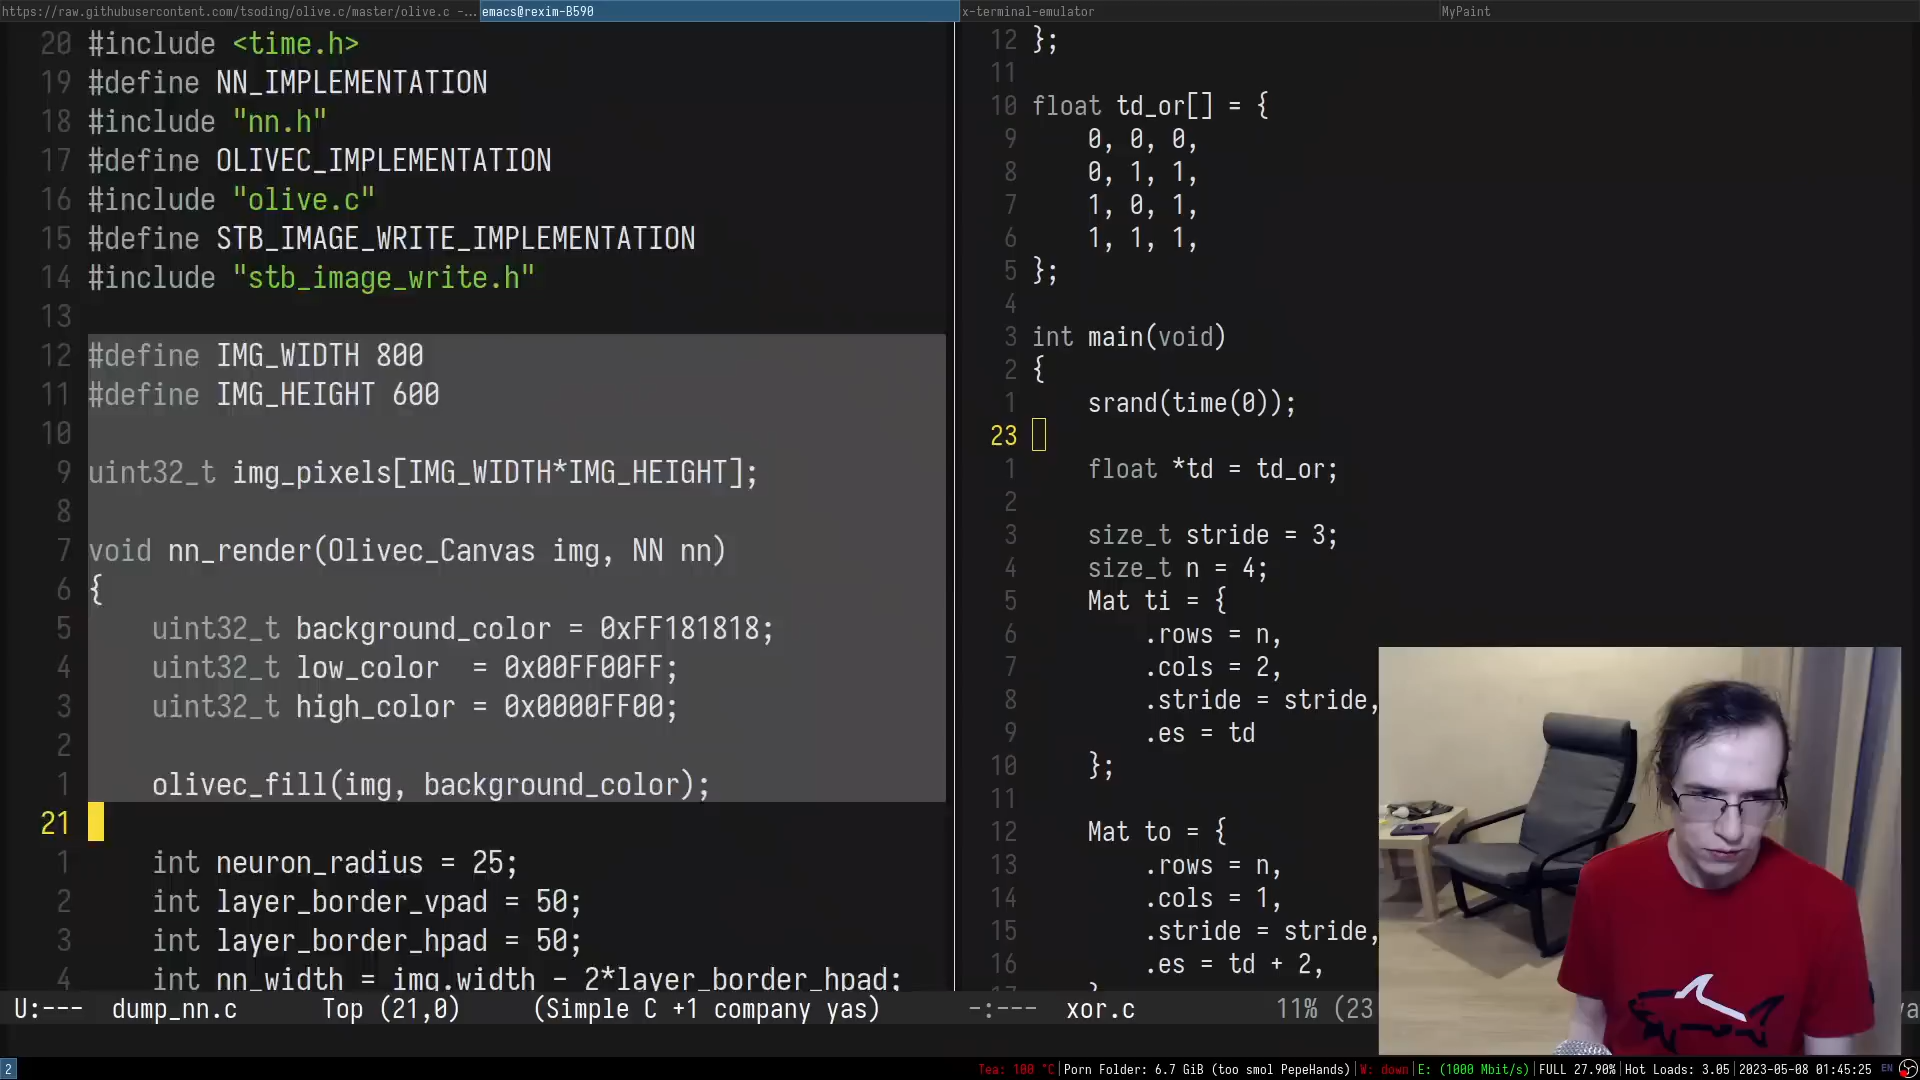 https://raw.githubusercontent.com/tsoding/olive.c/master/olive.c -...
emacs@rexim-B590
x-terminal-emulator
MyPaint
20 #include <time.h>
19 #define NN_IMPLEMENTATION
18 #include "nn.h"
17 #define OLIVEC_IMPLEMENTATION
16 #include "olive.c"
15 #define STB_IMAGE_WRITE_IMPLEMENTATION
14 #include "stb_image_write.h"
13
12 #define IMG_WIDTH 800
11 #define IMG_HEIGHT 600
10
9 uint32_t img_pixels[IMG_WIDTH*IMG_HEIGHT];
8
7 void nn_render(Olivec_Canvas img, NN nn)
6 {
5 uint32_t background_color = 0xFF181818;
4 uint32_t low_color = 0x00FF00FF;
3 uint32_t high_color = 0x0000FF00;
2
1 olivec_fill(img, background_color);
21
1 int neuron_radius = 25;
2 int layer_border_vpad = 50;
3 int layer_border_hpad = 50;
4 int nn_width = img.width - 2*layer_border_hpad;
U:--- dump_nn.c Top (21,0) (Simple C +1 company yas)
12 };
11
10 float td_or[] = {
9 0, 0, 0,
8 0, 1, 1,
7 1, 0, 1,
6 1, 1, 1,
5 };
4
3 int main(void)
2 {
1 srand(time(0));
23
1 float *td = td_or;
2
3 size_t stride = 3;
4 size_t n = 4;
5 Mat ti = {
6 .rows = n,
7 .cols = 2,
8 .stride = stride,
9 .es = td
10 };
11
12 Mat to = {
13 .rows = n,
14 .cols = 1,
15 .stride = stride,
16 .es = td + 2,
-:--- xor.c 11% (23
2
Tea: 100 °C|Porn Folder: 6.7 GiB (too smol PepeHands)|W: down|E: (1000 Mbit/s)|FULL 27.90%|Hot Loads: 3.05|2023-05-08 01:45:25 EN